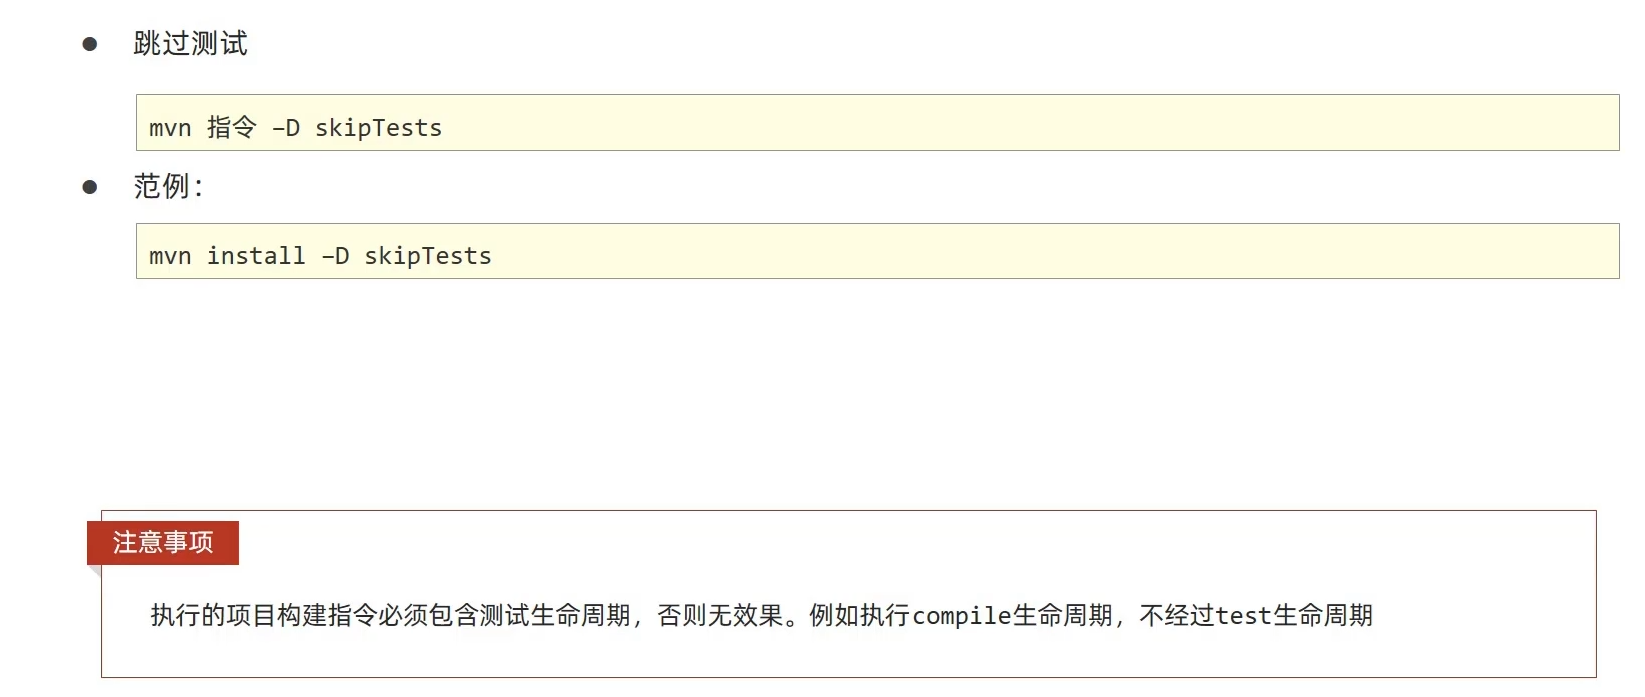 跳过测试
mvn 指令 –D skipTests
范例：
mvn install –D skipTests
注意事项
执行的项目构建指令必须包含测试生命周期，否则无效果。例如执行compile生命周期，不经过test生命周期